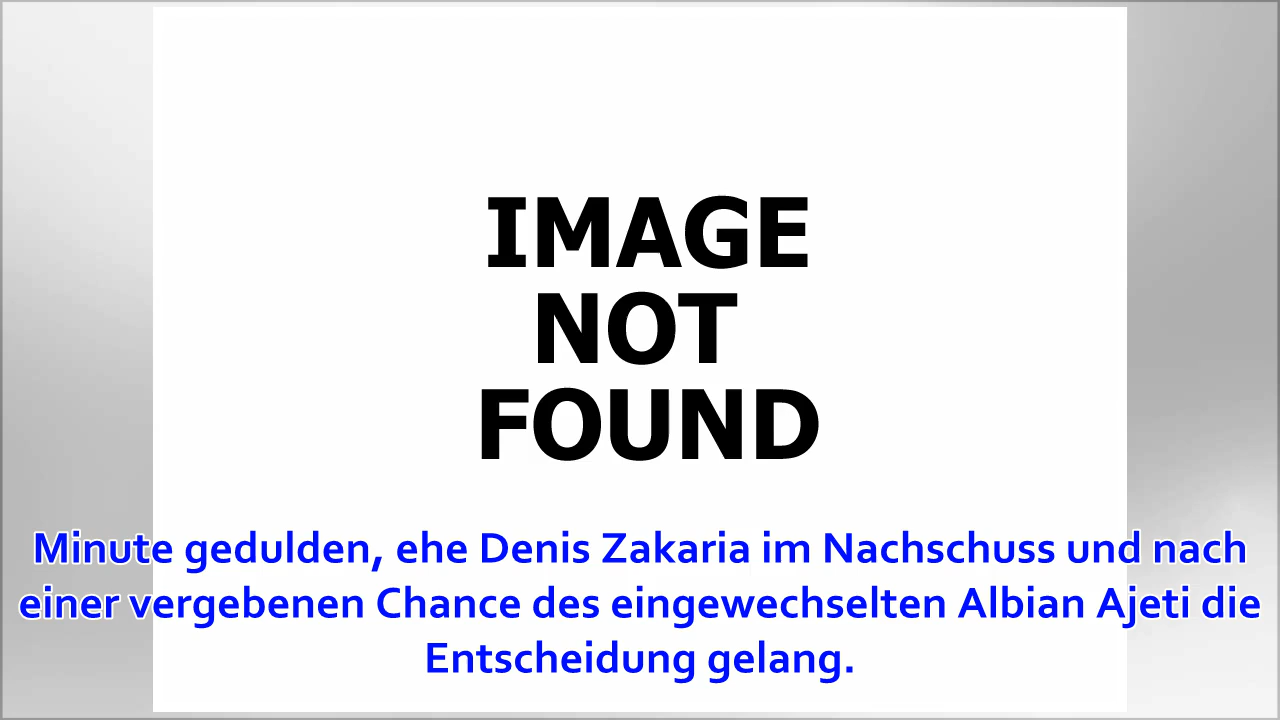 IMAGE
NOT
FOUND
Minute gedulden, ehe Denis Zakaria im Nachschuss und nach
einer vergebenen Chance des eingewechselten Albian Ajeti die
Entscheidung gelang.